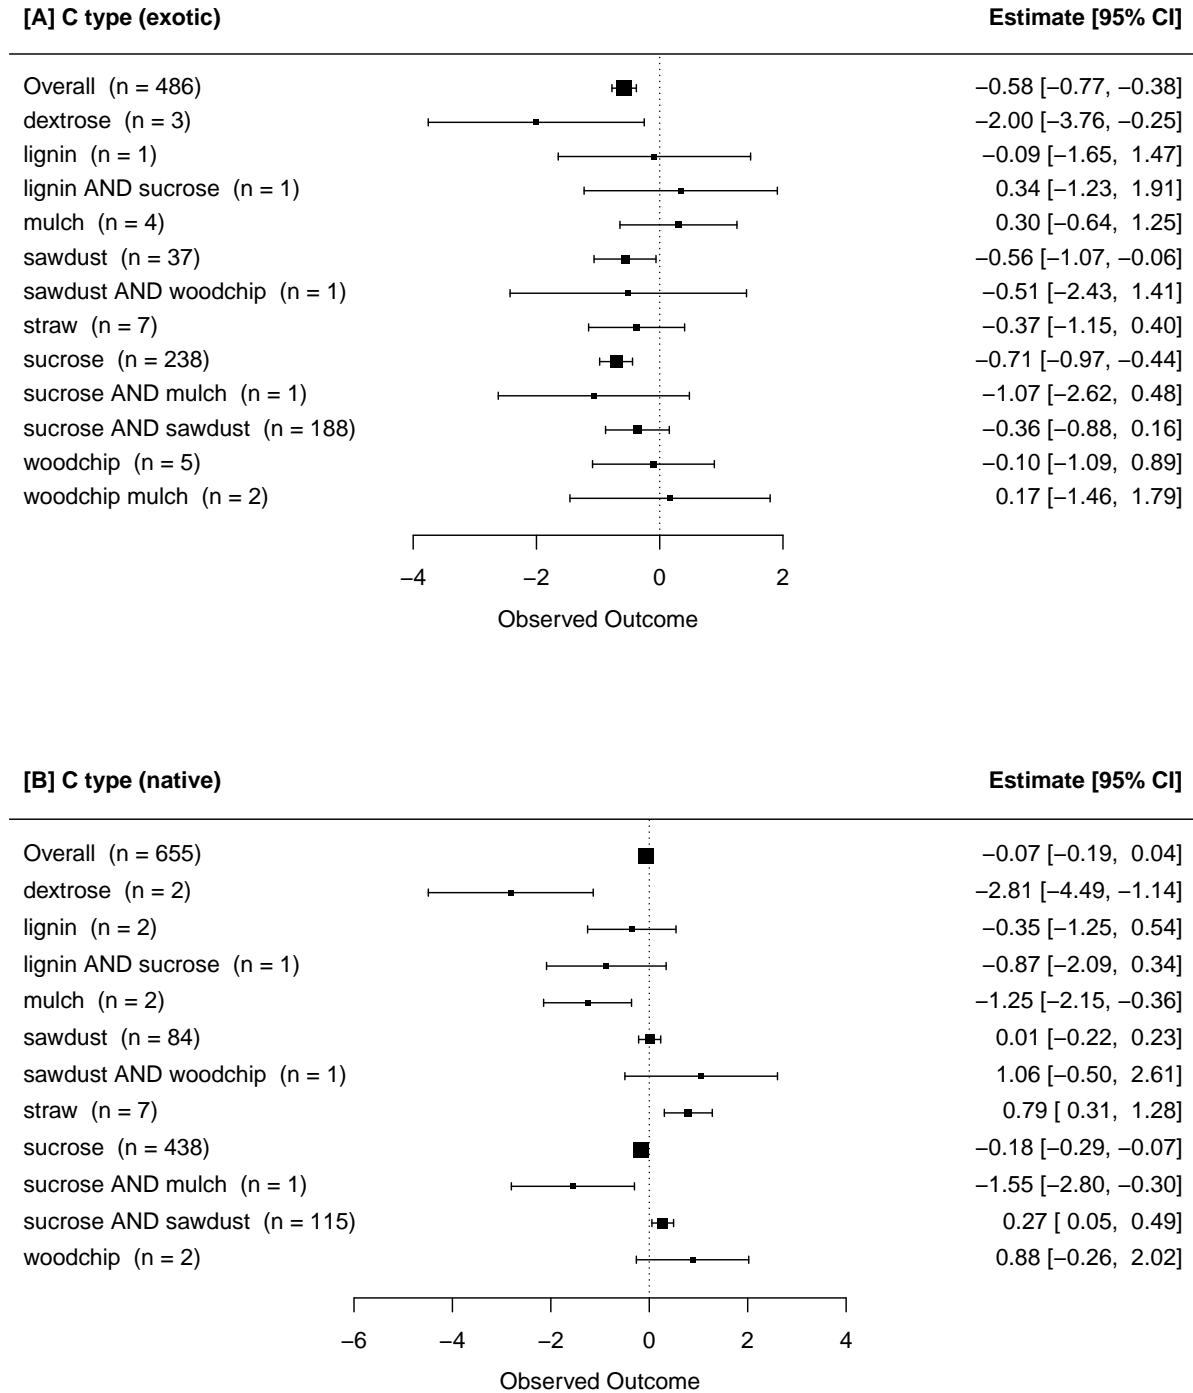 [A] C type (exotic) Estimate [95% CI]
Overall (n = 486) −0.58 [−0.77, −0.38]
dextrose (n = 3) −2.00 [−3.76, −0.25]
lignin (n = 1) −0.09 [−1.65, 1.47]
lignin AND sucrose (n = 1) 0.34 [−1.23, 1.91]
mulch (n = 4) 0.30 [−0.64, 1.25]
sawdust (n = 37) −0.56 [−1.07, −0.06]
sawdust AND woodchip (n = 1) −0.51 [−2.43, 1.41]
straw (n = 7) −0.37 [−1.15, 0.40]
sucrose (n = 238) −0.71 [−0.97, −0.44]
sucrose AND mulch (n = 1) −1.07 [−2.62, 0.48]
sucrose AND sawdust (n = 188) −0.36 [−0.88, 0.16]
woodchip (n = 5) −0.10 [−1.09, 0.89]
woodchip mulch (n = 2) 0.17 [−1.46, 1.79]
−4 −2 0 2
Observed Outcome
[B] C type (native) Estimate [95% CI]
Overall (n = 655) −0.07 [−0.19, 0.04]
dextrose (n = 2) −2.81 [−4.49, −1.14]
lignin (n = 2) −0.35 [−1.25, 0.54]
lignin AND sucrose (n = 1) −0.87 [−2.09, 0.34]
mulch (n = 2) −1.25 [−2.15, −0.36]
sawdust (n = 84) 0.01 [−0.22, 0.23]
sawdust AND woodchip (n = 1) 1.06 [−0.50, 2.61]
straw (n = 7) 0.79 [ 0.31, 1.28]
sucrose (n = 438) −0.18 [−0.29, −0.07]
sucrose AND mulch (n = 1) −1.55 [−2.80, −0.30]
sucrose AND sawdust (n = 115) 0.27 [ 0.05, 0.49]
woodchip (n = 2) 0.88 [−0.26, 2.02]
−6 −4 −2 0 2 4
Observed Outcome